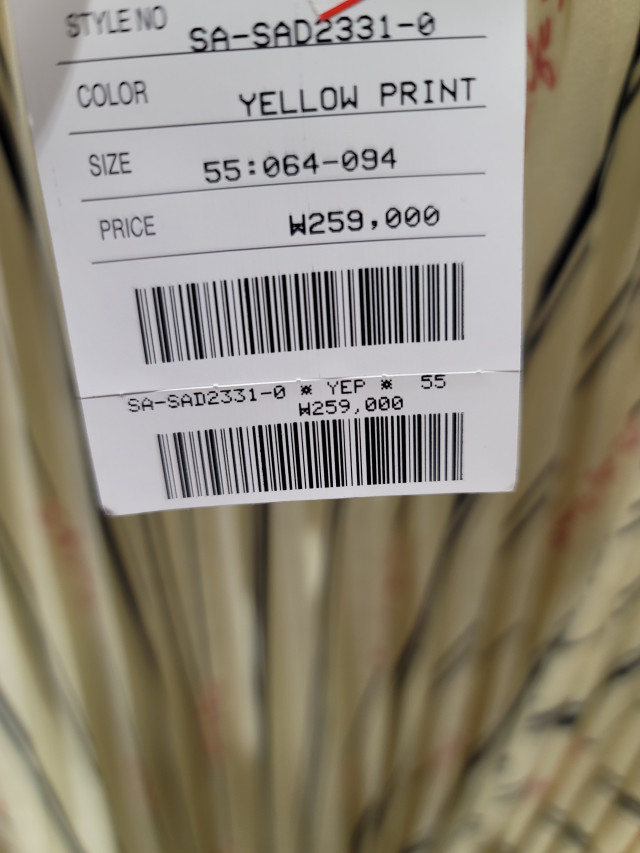 STYLE NO SA-SAD2331-0
COLOR YELLOW PRINT
SIZE 55:064-094
PRICE ₩259,000
SA-SAD2331-0 ※ YEP ※ 55
₩259,000